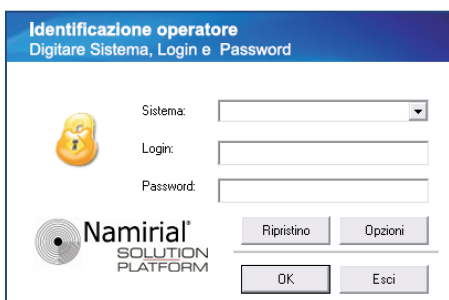 Identificazione operatore
Digitare Sistema, Login e Password
Sistema:
Login:
Password:
Namirial®
SOLUTION
PLATFORM
Ripristino Opzioni
OK Esci